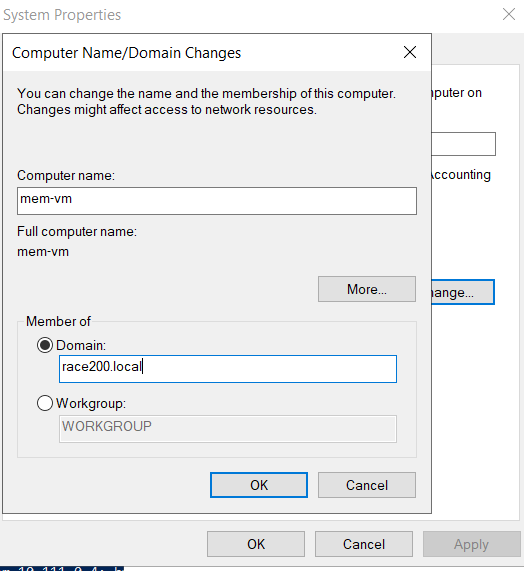 System Properties
Computer Name/Domain Changes
You can change the name and the membership of this computer.
Changes might affect access to network resources.
mputer on
Computer name:
Accounting
mem-vm
Full computer name:
mem-vm
More...
hange...
Member of
Domain:
race200.local
Workgroup:
WORKGROUP
OK
Cancel
OK
Cancel
Apply